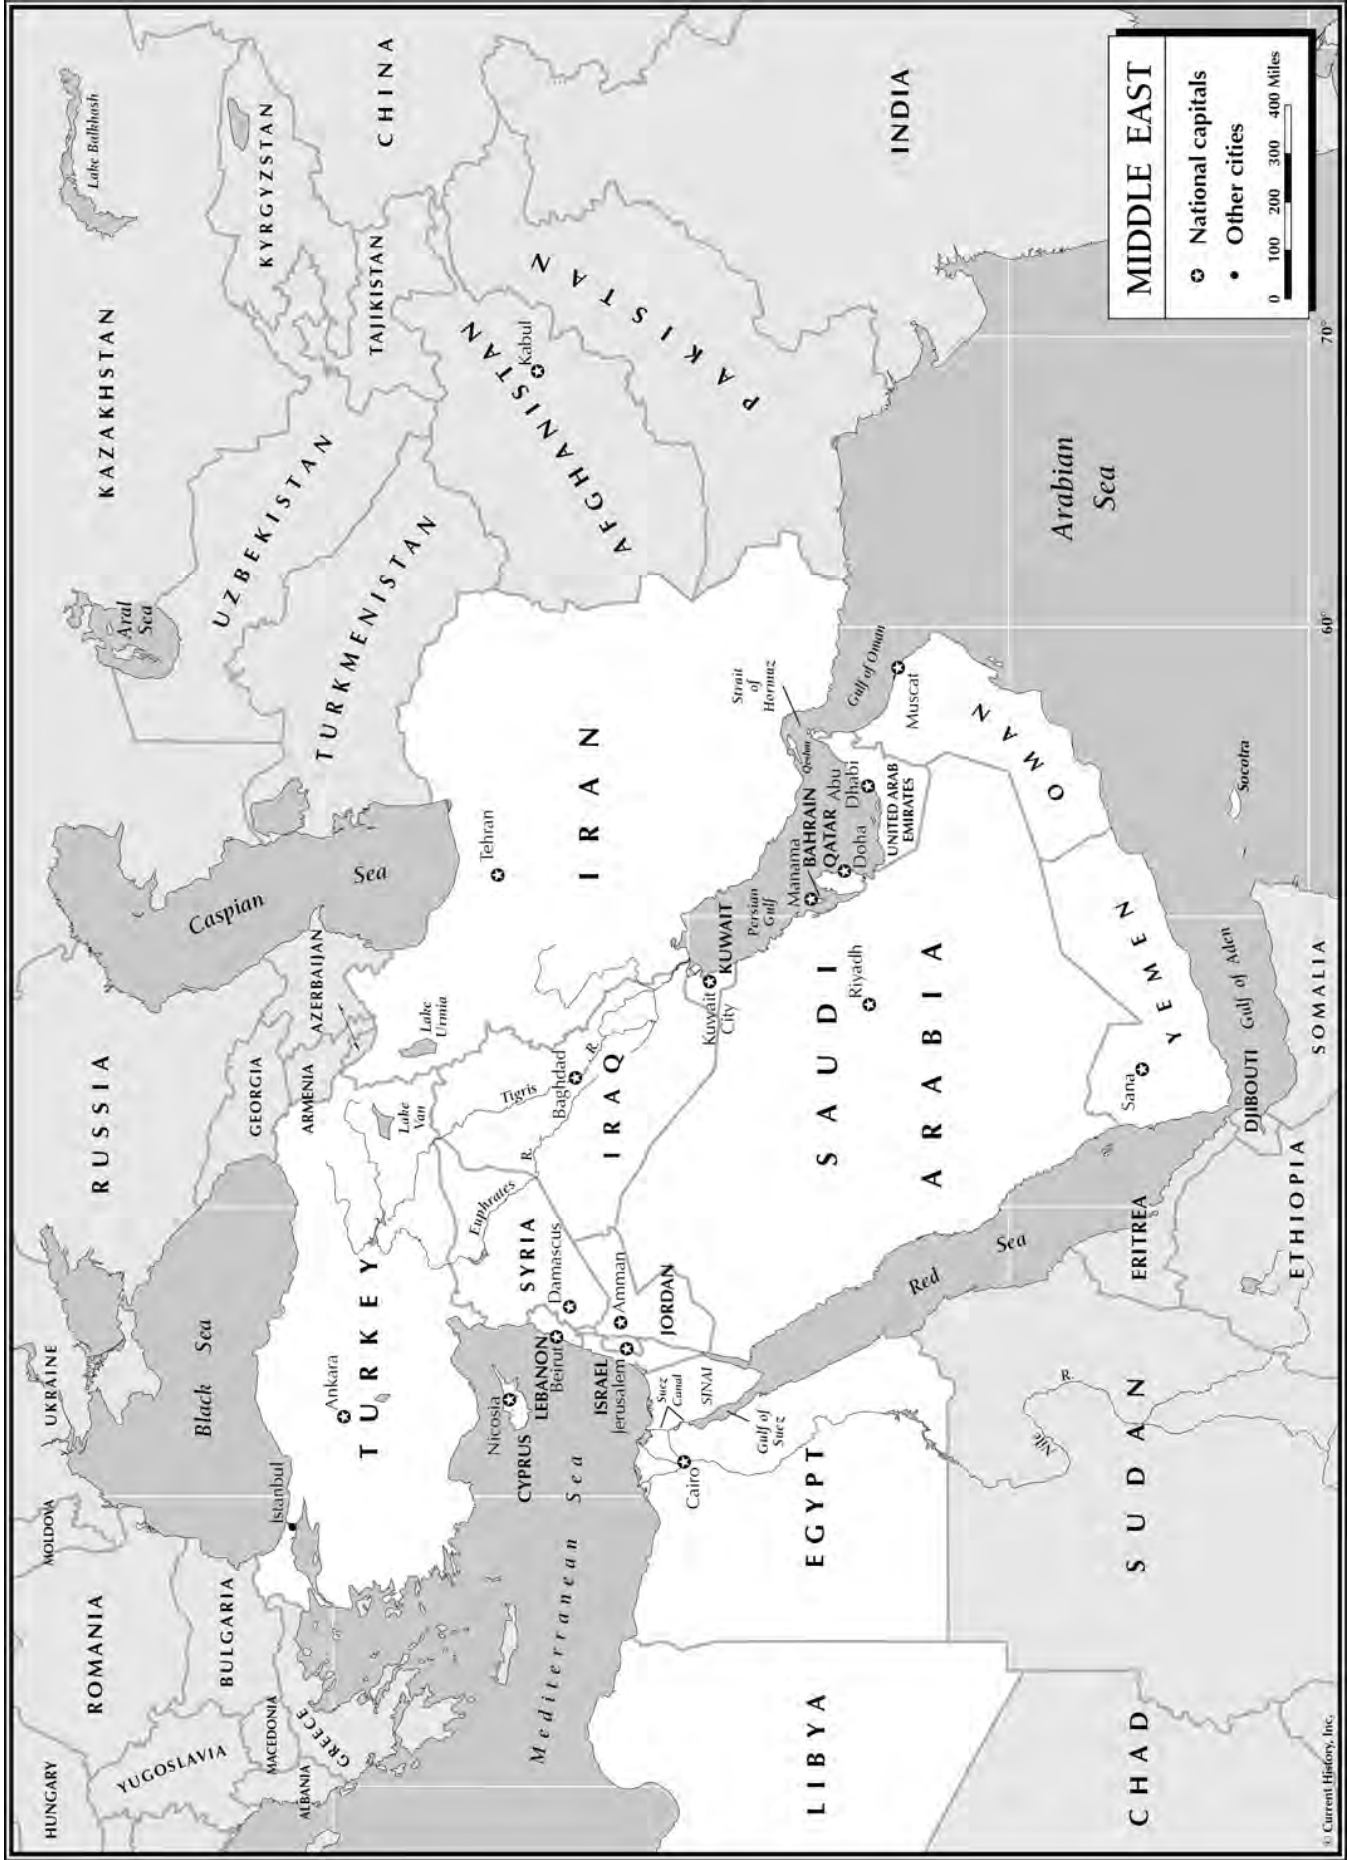 MIDDLE EAST
National capitals
Other cities
0 100 200 300 400 Miles
HUNGARY
ROMANIA
MOLDOVA
UKRAINE
RUSSIA
KAZAKHSTAN
Lake Balkhash
YUGOSLAVIA
BULGARIA
MACEDONIA
ALBANIA
GREECE
Black Sea
Istanbul
GEORGIA
ARMENIA
AZERBAIJAN
Caspian
Sea
Aral
Sea
UZBEKISTAN
TURKMENISTAN
KYRGYZSTAN
TAJIKISTAN
CHINA
TURKEY
Ankara
Lake
Van
Lake
Urmia
Tehran
IRAN
AFGHANISTAN
Kabul
PAKISTAN
INDIA
Mediterranean Sea
CYPRUS
Nicosia
LEBANON
Beirut
SYRIA
Damascus
Euphrates R.
Tigris R.
Baghdad
IRAQ
ISRAEL
Jerusalem
Amman
JORDAN
Suez
Canal
SINAI
Gulf of
Suez
Cairo
LIBYA
EGYPT
Kuwait
City
KUWAIT
Persian
Gulf
Manama
BAHRAIN
QATAR
Doha
Abu
Dhabi
UNITED ARAB
EMIRATES
Qeshm
Strait
of
Hormuz
Gulf of Oman
Muscat
OMAN
SAUDI
ARABIA
Riyadh
Red Sea
Arabian
Sea
CHAD
SUDAN
Nile R.
ERITREA
ETHIOPIA
DJIBOUTI
Sana
YEMEN
Gulf of Aden
SOMALIA
Socotra
60°
70°
© Current History, Inc.